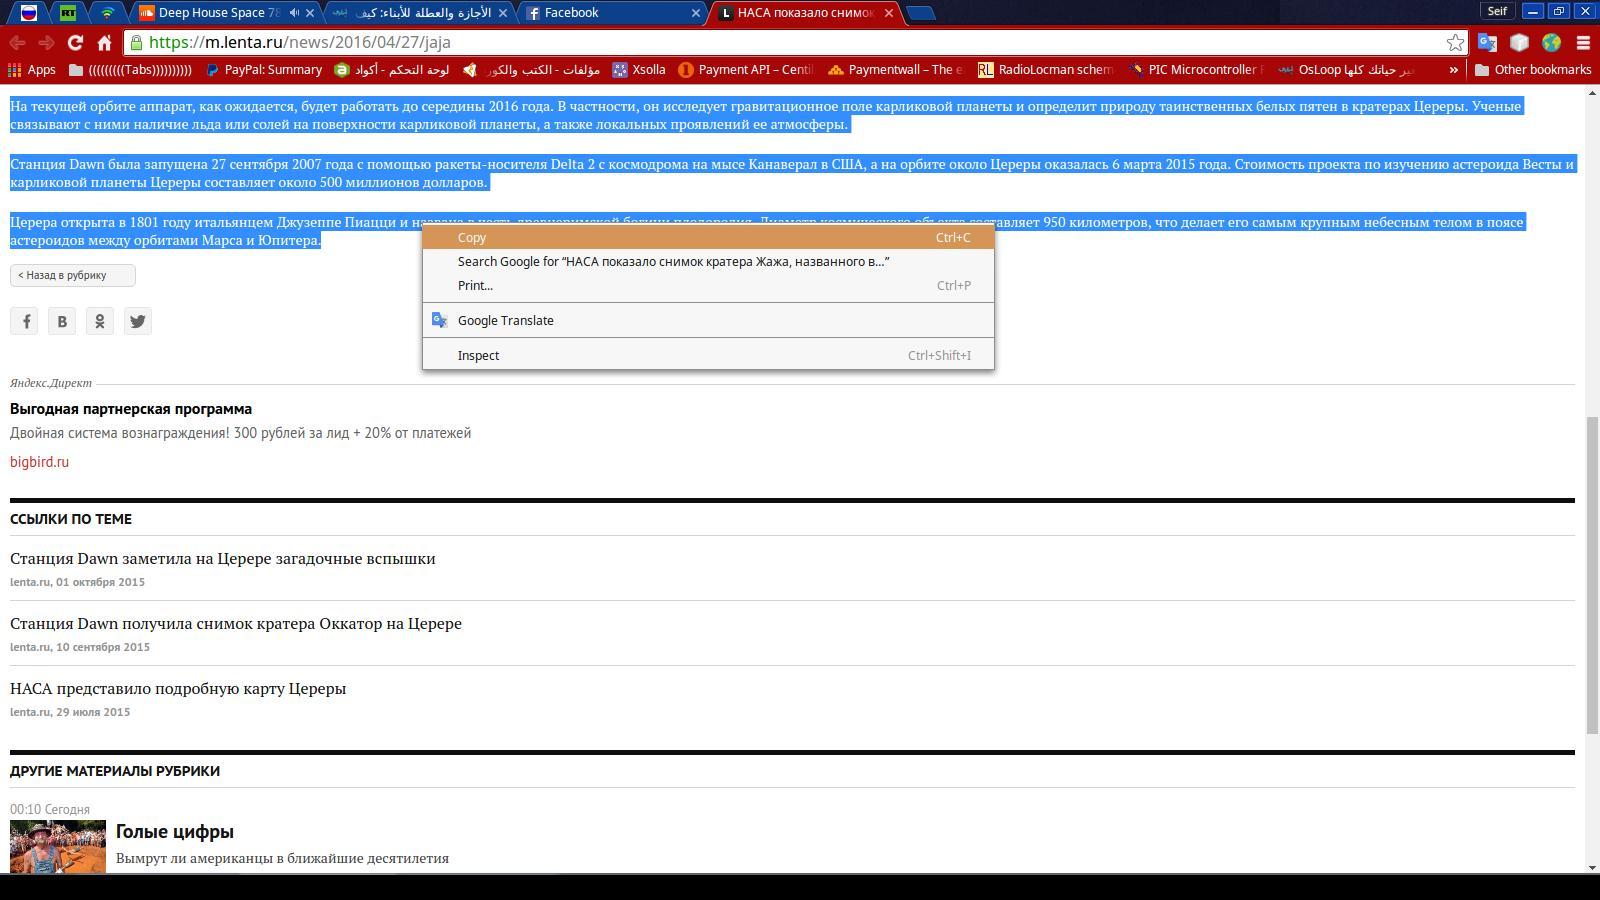 RT
Deep House Space 78
الأجازة والعطلة للأبناء: كيف
Facebook
НАСА показало снимок
Seif
https://m.lenta.ru/news/2016/04/27/jaja
Apps
(((((((((Tabs))))))))))
PayPal: Summary
لوحة التحكم - أكواد
مؤلفات - الكتب والكور
Xsolla
Payment API – Centi
Paymentwall – The e
RadioLocman schem
PIC Microcontroller
OsLoop غير حياتك كلها
»
Other bookmarks
На текущей орбите аппарат, как ожидается, будет работать до середины 2016 года. В частности, он исследует гравитационное поле карликовой планеты и определит природу таинственных белых пятен в кратерах Цереры. Ученые
связывают с ними наличие льда или солей на поверхности карликовой планеты, а также локальных проявлений ее атмосферы.
Станция Dawn была запущена 27 сентября 2007 года с помощью ракеты-носителя Delta 2 с космодрома на мысе Канаверал в США, а на орбите около Цереры оказалась 6 марта 2015 года. Стоимость проекта по изучению астероида Весты и
карликовой планеты Цереры составляет около 500 миллионов долларов.
Церера открыта в 1801 году итальянцем Джузеппе Пиацци и названа в честь древнеримской богини плодородия. Диаметр космического объекта составляет 950 километров, что делает его самым крупным небесным телом в поясе
астероидов между орбитами Марса и Юпитера.
Copy Ctrl+C
Search Google for “НАСА показало снимок кратера Жажа, названного в...”
Print... Ctrl+P
Google Translate
Inspect Ctrl+Shift+I
< Назад в рубрику
Яндекс.Директ
Выгодная партнерская программа
Двойная система вознаграждения! 300 рублей за лид + 20% от платежей
bigbird.ru
ССЫЛКИ ПО ТЕМЕ
Станция Dawn заметила на Церере загадочные вспышки
lenta.ru, 01 октября 2015
Станция Dawn получила снимок кратера Оккатор на Церере
lenta.ru, 10 сентября 2015
НАСА представило подробную карту Цереры
lenta.ru, 29 июля 2015
ДРУГИЕ МАТЕРИАЛЫ РУБРИКИ
00:10 Сегодня
Голые цифры
Вымрут ли американцы в ближайшие десятилетия